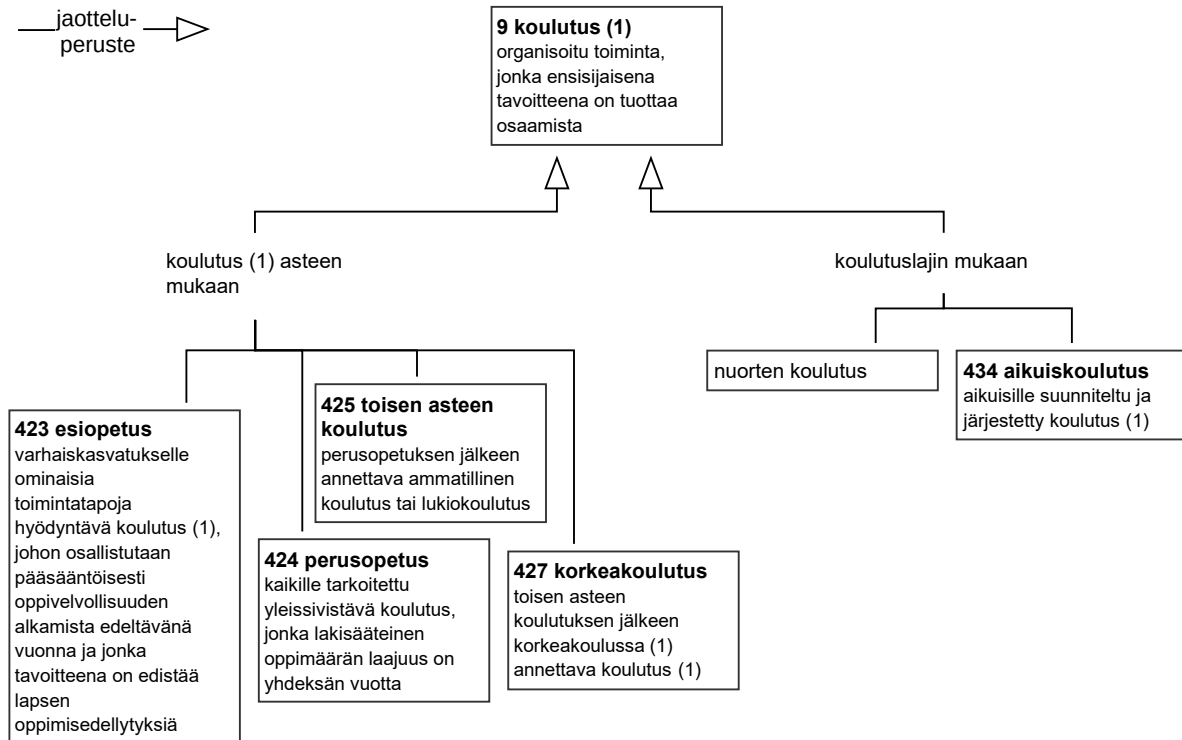 jaottelu-
peruste
9 koulutus (1)
organisoitu toiminta,
jonka ensisijaisena
tavoitteena on tuottaa
osaamista
koulutus (1) asteen
mukaan
koulutuslajin mukaan
423 esiopetus
varhaiskasvatukselle
ominaisia
toimintatapoja
hyödyntävä koulutus (1),
johon osallistutaan
pääsääntöisesti
oppivelvollisuuden
alkamista edeltävänä
vuonna ja jonka
tavoitteena on edistää
lapsen
oppimisedellytyksiä
424 perusopetus
kaikille tarkoitettu
yleissivistävä koulutus,
jonka lakisääteinen
oppimäärän laajuus on
yhdeksän vuotta
425 toisen asteen
koulutus
perusopetuksen jälkeen
annettava ammatillinen
koulutus tai lukiokoulutus
427 korkeakoulutus
toisen asteen
koulutuksen jälkeen
korkeakoulussa (1)
annettava koulutus (1)
nuorten koulutus
434 aikuiskoulutus
aikuisille suunniteltu ja
järjestetty koulutus (1)